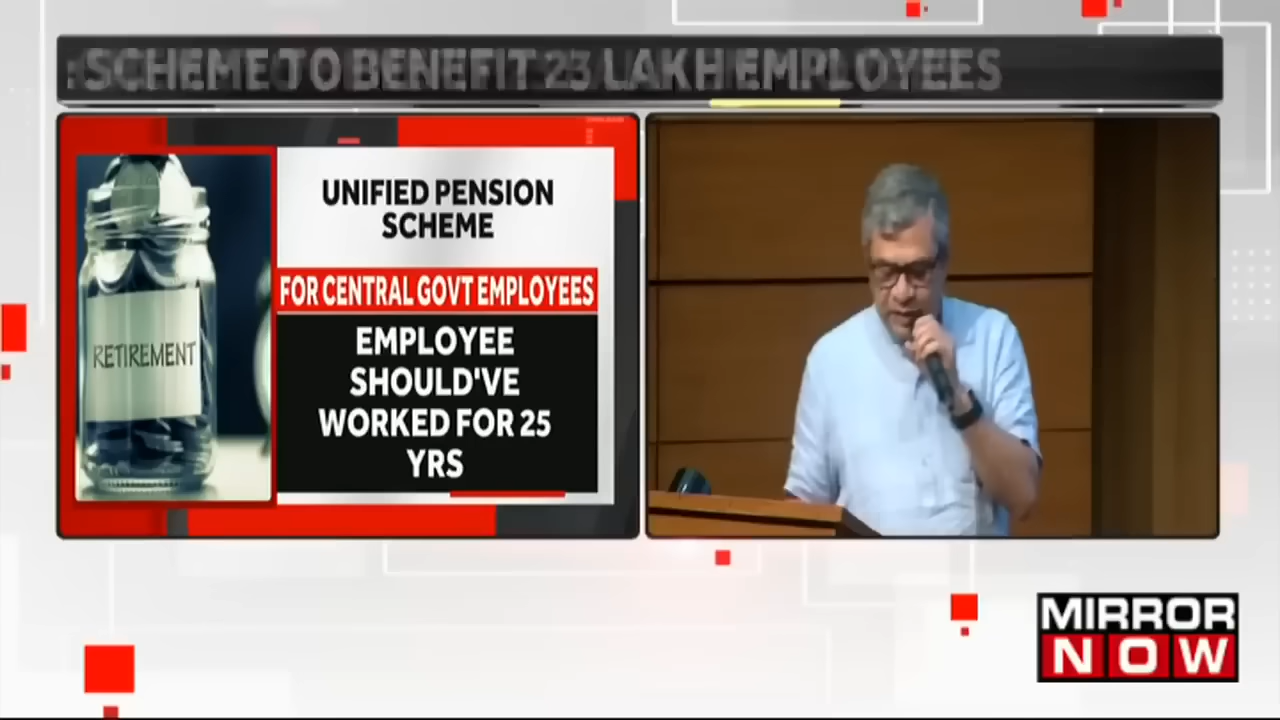 SCHEME TO BENEFIT 23 LAKH EMPLOYEES
UNIFIED PENSION
SCHEME
FOR CENTRAL GOVT EMPLOYEES
RETIREMENT
EMPLOYEE
SHOULD'VE
WORKED FOR 25
YRS
MIRROR
NOW